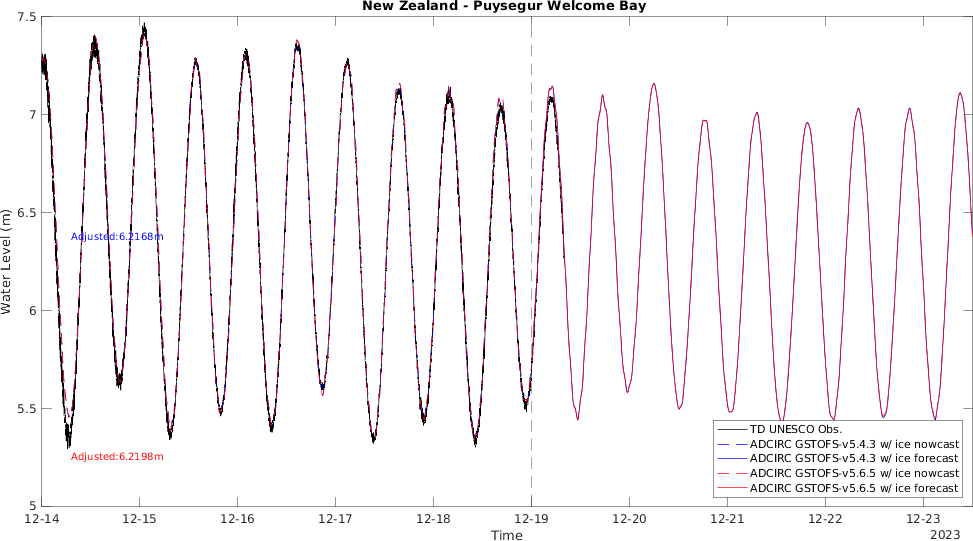 New Zealand - Puysegur Welcome Bay
7.5
7
6.5
6
5.5
5
Water Level (m)
Adjusted:6.2168m
Adjusted:6.2198m
TD UNESCO Obs.
ADCIRC GSTOFS-v5.4.3 w/ ice nowcast
ADCIRC GSTOFS-v5.4.3 w/ ice forecast
ADCIRC GSTOFS-v5.6.5 w/ ice nowcast
ADCIRC GSTOFS-v5.6.5 w/ ice forecast
12-14 12-15 12-16 12-17 12-18 12-19 12-20 12-21 12-22 12-23
Time
2023